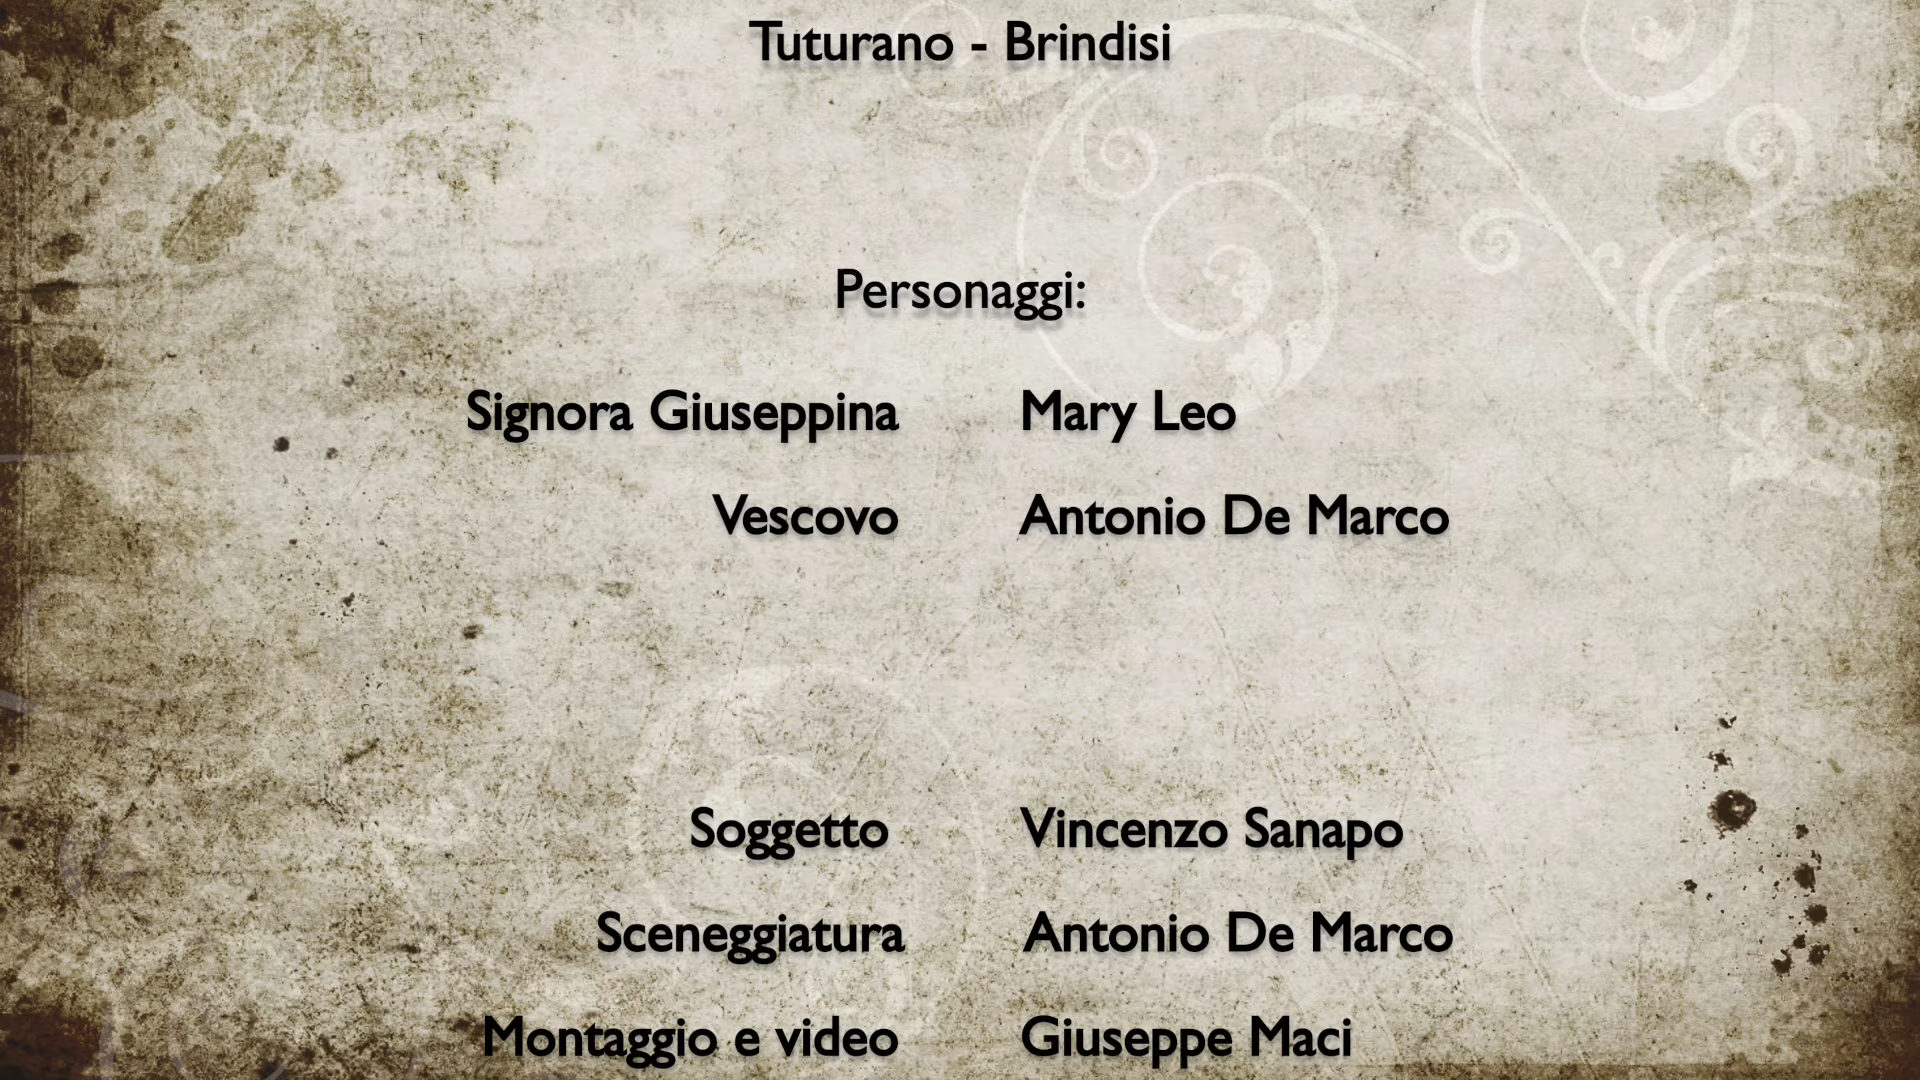 Tuturano - Brindisi
Personaggi:
Signora Giuseppina Mary Leo
Vescovo Antonio De Marco
Soggetto Vincenzo Sanapo
Sceneggiatura Antonio De Marco
Montaggio e video Giuseppe Maci